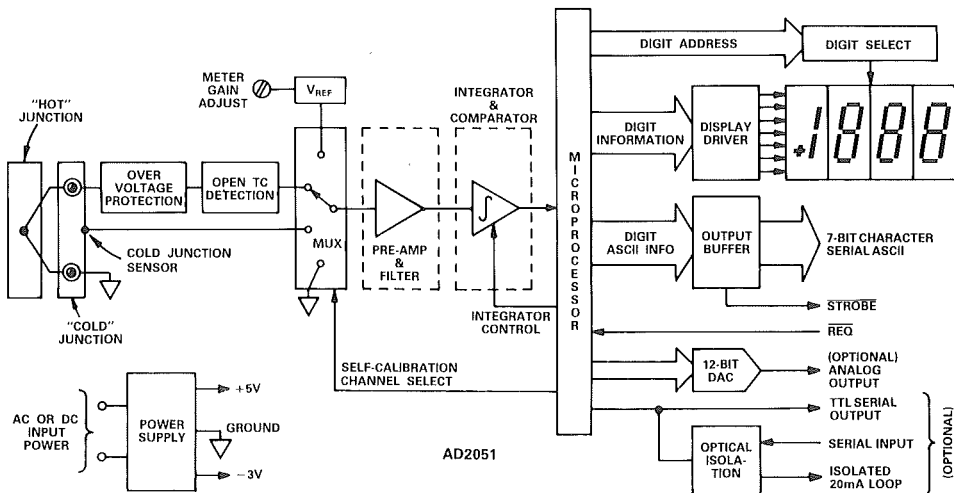 DIGIT ADDRESS
DIGIT SELECT
METER
GAIN
ADJUST
VREF
INTEGRATOR
&
COMPARATOR
"HOT"
JUNCTION
OVER
VOLTAGE
PROTECTION
OPEN TC
DETECTION
MUX
PRE-AMP
&
FILTER
∫
DIGIT
INFORMATION
DISPLAY
DRIVER
+1888
COLD JUNCTION
SENSOR
"COLD"
JUNCTION
MICROPROCESSOR
DIGIT
ASCII INFO
OUTPUT
BUFFER
7-BIT CHARACTER
SERIAL ASCII
STROBE
INTEGRATOR
CONTROL
REQ
SELF-CALIBRATION
CHANNEL SELECT
12-BIT
DAC
(OPTIONAL)
ANALOG
OUTPUT
AC OR DC
INPUT
POWER
POWER
SUPPLY
+5V
GROUND
−3V
AD2051
TTL SERIAL
OUTPUT
OPTICAL
ISOLA-
TION
SERIAL INPUT
ISOLATED
20mA LOOP
(OPTIONAL)